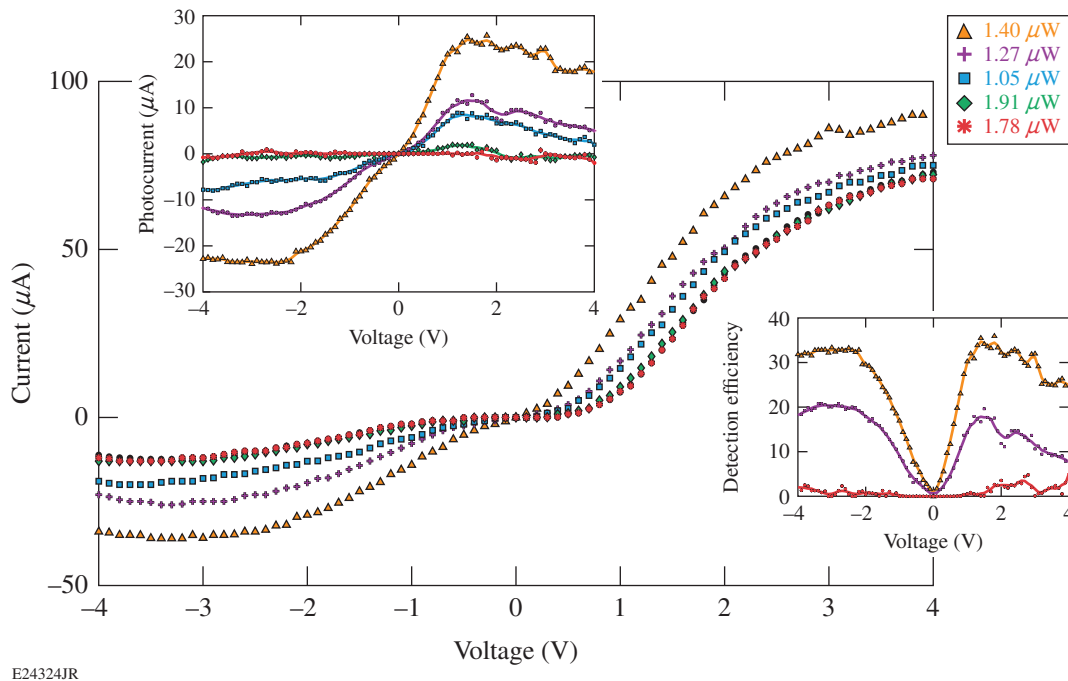 30
20
10
0
−10
−20
−30
Photocurrent (μA)
−4
−2
0
2
4
Voltage (V)
1.40 μW
1.27 μW
1.05 μW
1.91 μW
1.78 μW
100
50
0
−50
Current (μA)
40
30
20
10
0
Detection efficiency
−4
−2
0
2
4
Voltage (V)
−4
−3
−2
−1
0
1
2
3
4
Voltage (V)
E24324JR